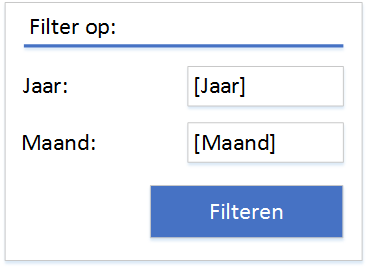 Filter op:
Jaar: [Jaar]
Maand: [Maand]
Filteren